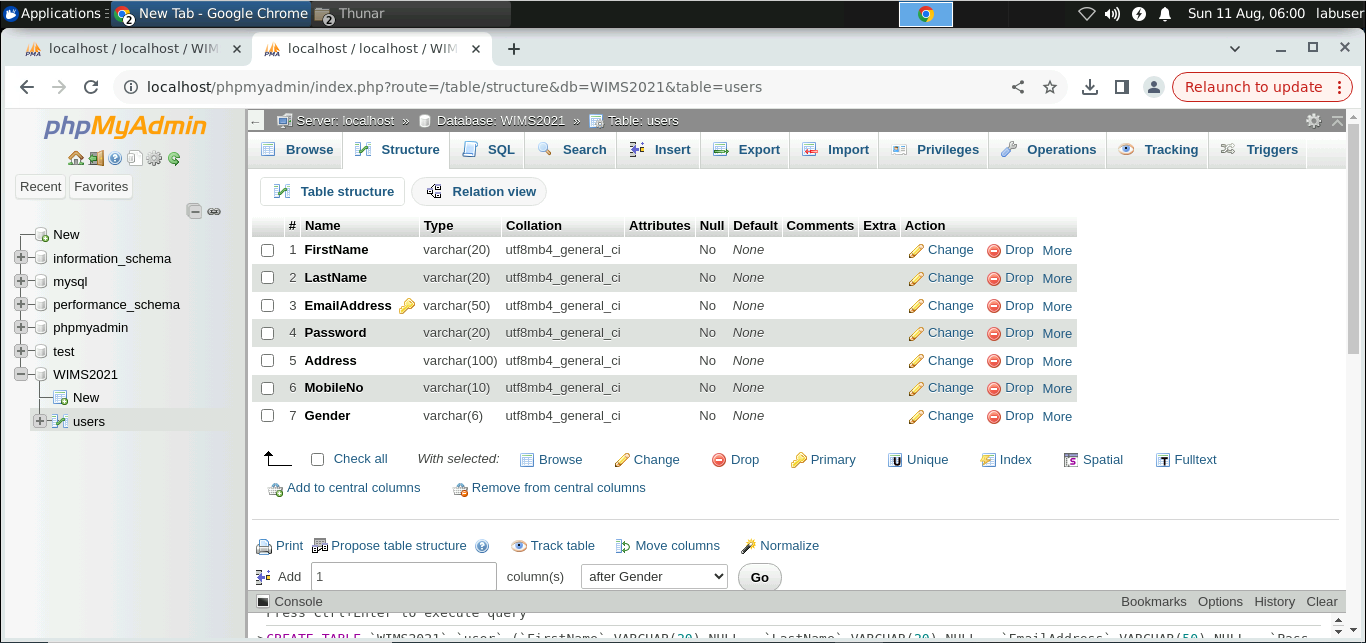 Applications 2 New Tab - Google Chrome 2 Thunar Sun 11 Aug, 06:00 labuser
localhost / localhost / WIM localhost / localhost / WIM
localhost/phpmyadmin/index.php?route=/table/structure&db=WIMS2021&table=users Relaunch to update
phpMyAdmin
Recent Favorites
New
information_schema
mysql
performance_schema
phpmyadmin
test
WIMS2021
New
users
Server: localhost » Database: WIMS2021 » Table: users
Browse Structure SQL Search Insert Export Import Privileges Operations Tracking Triggers
Table structure Relation view
# Name Type Collation Attributes Null Default Comments Extra Action
1 FirstName varchar(20) utf8mb4_general_ci No None Change Drop More
2 LastName varchar(20) utf8mb4_general_ci No None Change Drop More
3 EmailAddress varchar(50) utf8mb4_general_ci No None Change Drop More
4 Password varchar(20) utf8mb4_general_ci No None Change Drop More
5 Address varchar(100) utf8mb4_general_ci No None Change Drop More
6 MobileNo varchar(10) utf8mb4_general_ci No None Change Drop More
7 Gender varchar(6) utf8mb4_general_ci No None Change Drop More
Check all With selected: Browse Change Drop Primary Unique Index Spatial Fulltext
Add to central columns Remove from central columns
Print Propose table structure Track table Move columns Normalize
Add 1 column(s) after Gender Go
Console Bookmarks Options History Clear
Press Ctrl+Enter to execute query
>CREATE TABLE `WIMS2021`.`user` (`FirstName` VARCHAR(20) NULL , `LastName` VARCHAR(20) NULL , `EmailAddress` VARCHAR(50) NULL , `Pass